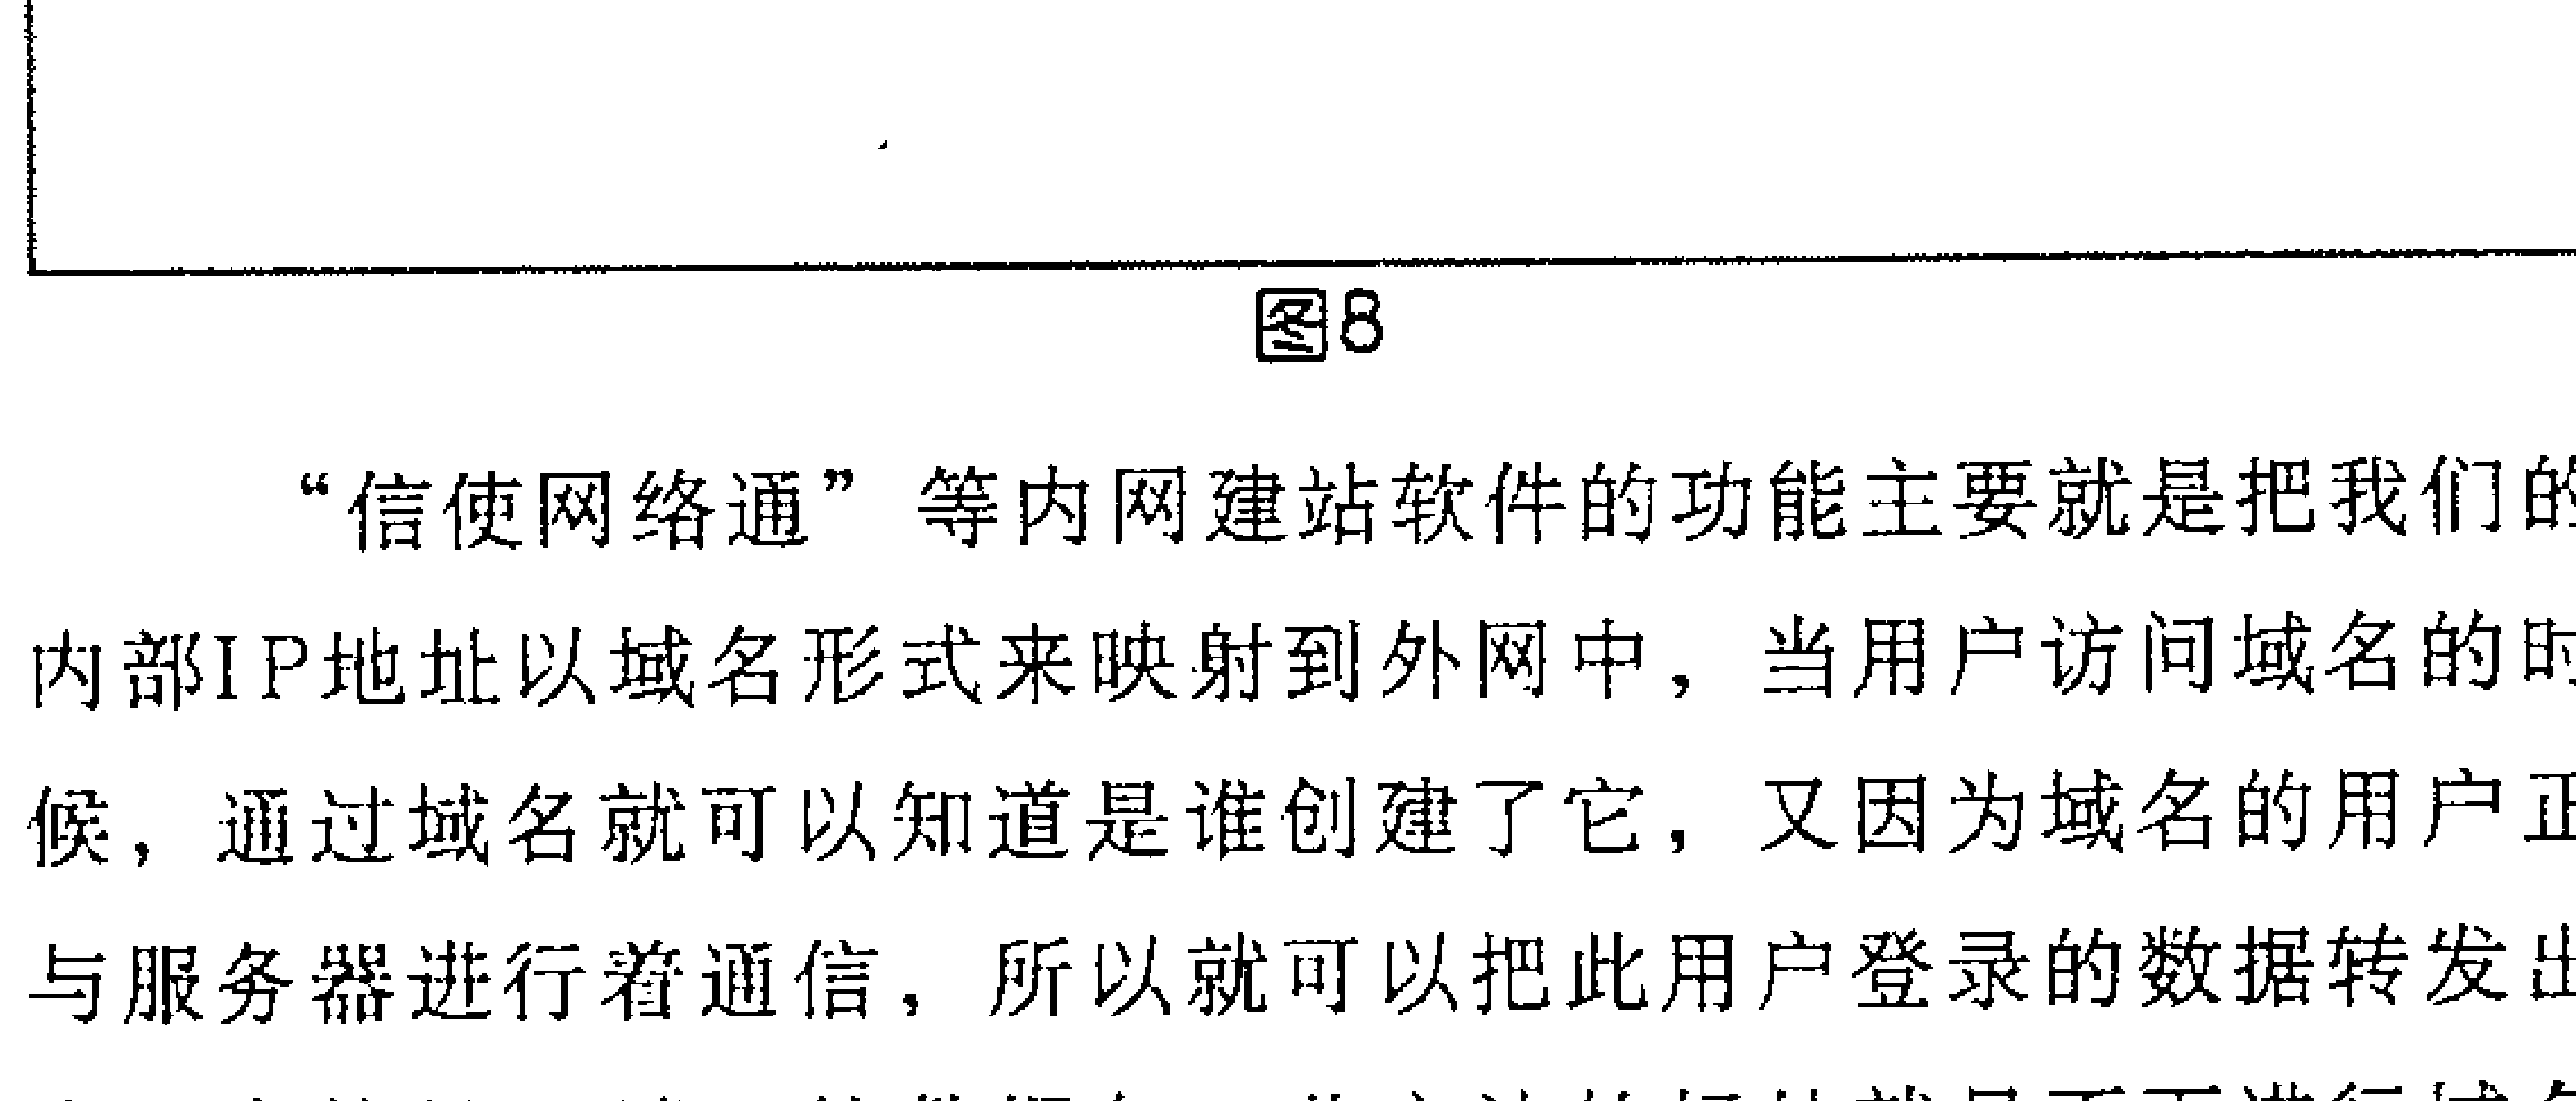 图8
“信使网络通”等内网建站软件的功能主要就是把我们的
内部IP地址以域名形式来映射到外网中，当用户访问域名的时
候，通过域名就可以知道是谁创建了它，又因为域名的用户正
与服务器进行着通信，所以就可以把此用户登录的数据转发出